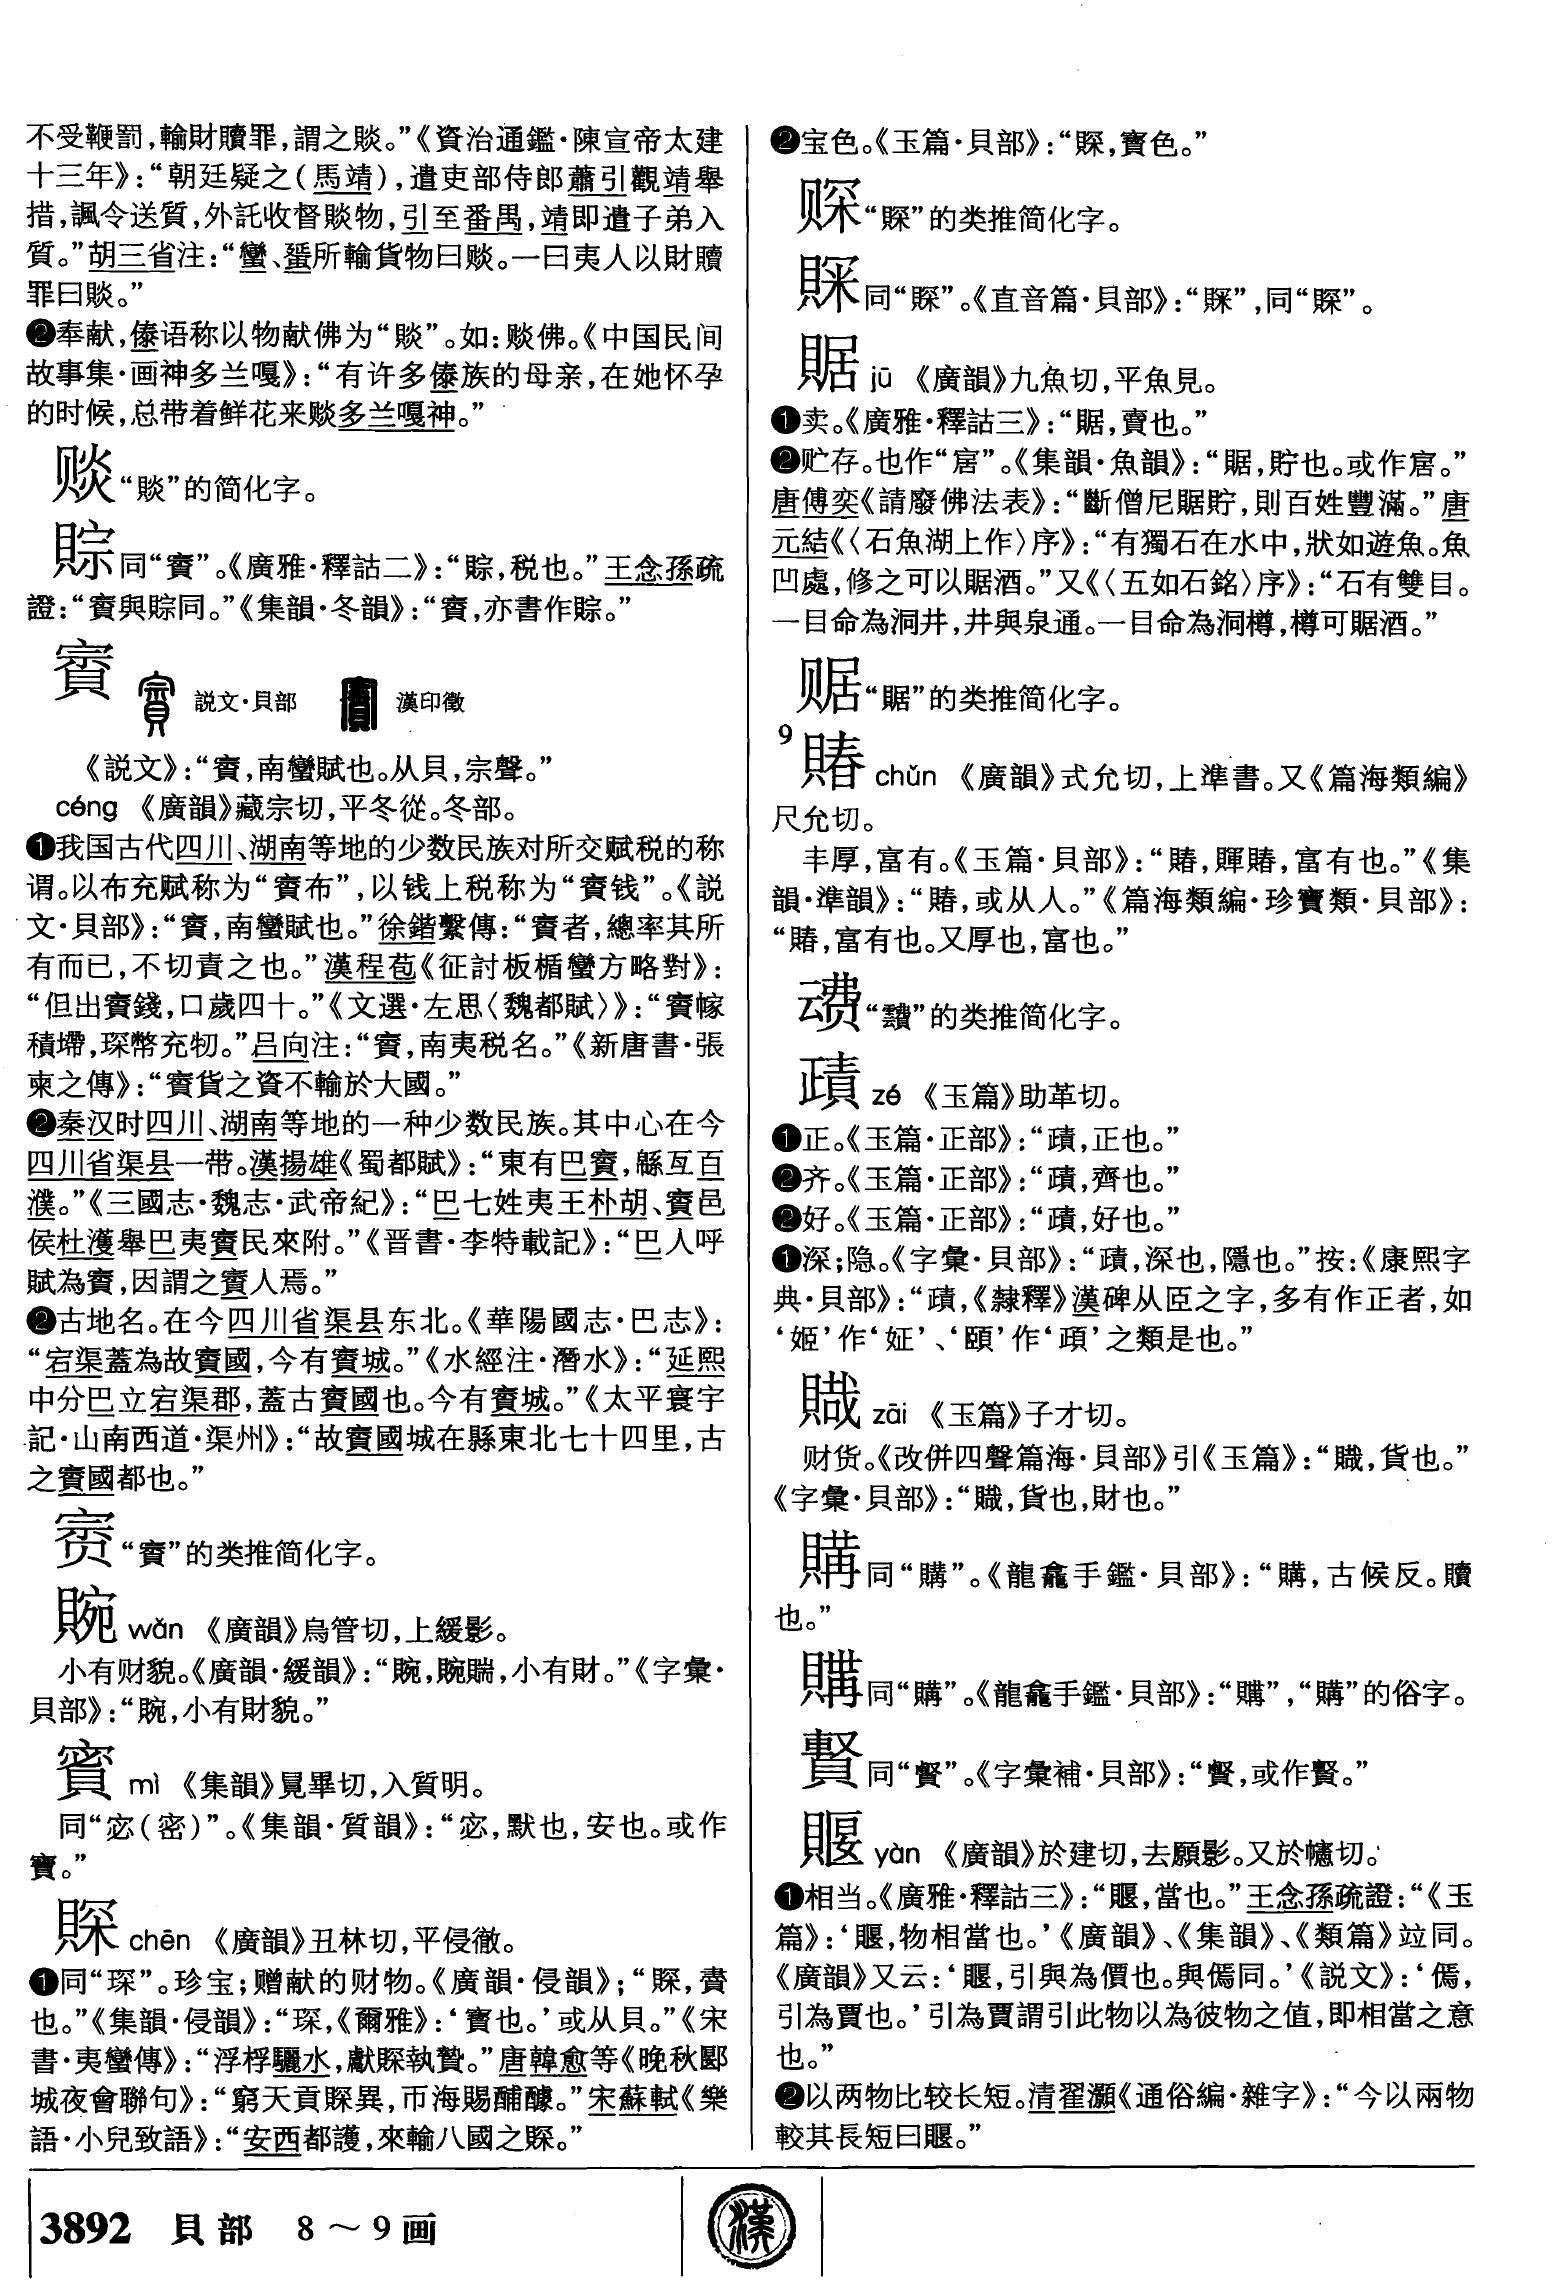 不受鞭罰，輸財贖罪，謂之賧。”《資治通鑑·陳宣帝太建
十三年》：“朝廷疑之（馬靖），遣吏部侍郎蕭引觀靖舉
措，諷令送質，外託收督賧物，引至番禺，靖即遣子弟入
質。”胡三省注：“蠻、蜑所輸貨物曰賧。一曰夷人以財贖
罪曰賧。”
❷奉献，傣语称以物献佛为“賧”。如：赕佛。《中国民间
故事集·画神多兰嘎》：“有许多傣族的母亲，在她怀孕
的时候，总带着鲜花来赕多兰嘎神。”
赕“賧”的简化字。
賩同“賨”。《廣雅·釋詁二》：“賩，税也。”王念孫疏
證：“賨與賩同。”《集韻·冬韻》：“賨，亦書作賩。”
賨 説文·貝部 漢印徵
《説文》：“賨，南蠻賦也。从貝，宗聲。”
cóng 《廣韻》藏宗切，平冬從。冬部。
❶我国古代四川、湖南等地的少数民族对所交赋税的称
谓。以布充赋称为“賨布”，以钱上税称为“賨钱”。《説
文·貝部》：“賨，南蠻賦也。”徐鍇繫傳：“賨者，總率其所
有而已，不切責之也。”漢程苞《征討板楯蠻方略對》：
“但出賨錢，口歲四十。”《文選·左思〈魏都賦〉》：“賨幏
積墆，琛幣充牣。”吕向注：“賨，南夷税名。”《新唐書·張
柬之傳》：“賨貨之資不輸於大國。”
❷秦汉时四川、湖南等地的一种少数民族。其中心在今
四川省渠县一带。漢揚雄《蜀都賦》：“東有巴賨，緜亙百
濮。”《三國志·魏志·武帝紀》：“巴七姓夷王朴胡、賨邑
侯杜濩舉巴夷賨民來附。”《晋書·李特載記》：“巴人呼
賦為賨，因謂之賨人焉。”
❷古地名。在今四川省渠县东北。《華陽國志·巴志》：
“宕渠蓋為故賨國，今有賨城。”《水經注·潛水》：“延熙
中分巴立宕渠郡，蓋古賨國也。今有賨城。”《太平寰宇
記·山南西道·渠州》：“故賨國城在縣東北七十四里，古
之賨國都也。”
賨“賨”的类推简化字。
賥 wǎn 《廣韻》烏管切，上緩影。
小有财貌。《廣韻·緩韻》：“䝹，䝹貒，小有財。”《字彙·
貝部》：“䝹，小有財貌。”
mì 《集韻》覓畢切，入質明。
同“宓（密）”。《集韻·質韻》：“宓，默也，安也。或作
。”
賝 chēn 《廣韻》丑林切，平侵徹。
❶同“琛”。珍宝；赠献的财物。《廣韻·侵韻》；“賝，賮
也。”《集韻·侵韻》：“琛，《爾雅》：‘寶也。’或从貝。”《宋
書·夷蠻傳》：“浮桴驪水，獻賝執贄。”唐韓愈等《晚秋郾
城夜會聯句》：“窮天貢賝異，帀海賜酺醵。”宋蘇軾《樂
語·小兒致語》：“安西都護，來輸八國之賝。”
❷宝色。《玉篇·貝部》：“賝，寶色。”
“賝”的类推简化字。
同“賝”。《直音篇·貝部》：“”，同“賝”。
賘 jū 《廣韻》九魚切，平魚見。
❶卖。《廣雅·釋詁三》：“䝻，賣也。”
❷贮存。也作“㝒”。《集韻·魚韻》：“䝻，貯也。或作㝒。”
唐傅奕《請廢佛法表》：“斷僧尼䝻貯，則百姓豐滿。”唐
元結《〈石魚湖上作〉序》：“有獨石在水中，狀如遊魚。魚
凹處，修之可以䝻酒。”又《〈五如石銘〉序》：“石有雙目。
一目命為洞井，井與泉通。一目命為洞樽，樽可䝻酒。”
“䝻”的类推简化字。
9
賰 chǔn 《廣韻》式允切，上準書。又《篇海類編》
尺允切。
丰厚，富有。《玉篇·貝部》：“賰，賱賰，富有也。”《集
韻·準韻》：“賰，或从人。”《篇海類編·珍寶類·貝部》：
“賰，富有也。又厚也，富也。”
“”的类推简化字。
賾 zé 《玉篇》助革切。
❶正。《玉篇·正部》：“，正也。”
❷齐。《玉篇·正部》：“，齊也。”
❷好。《玉篇·正部》：“，好也。”
❶深；隐。《字彙·貝部》：“，深也，隱也。”按：《康熙字
典·貝部》：“，《隸釋》漢碑从臣之字，多有作正者，如
‘姬’作‘姃’、‘頤’作‘’之類是也。”
zāi 《玉篇》子才切。
财货。《改併四聲篇海·貝部》引《玉篇》：“，貨也。”
《字彙·貝部》：“，貨也，財也。”
同“購”。《龍龕手鑑·貝部》：“購，古候反。贖
也。”
同“購”。《龍龕手鑑·貝部》：“”，“購”的俗字。
同“賢”。《字彙補·貝部》：“賢，或作。”
䝼 yàn 《廣韻》於建切，去願影。又於幰切。
❶相当。《廣雅·釋詁三》：“，當也。”王念孫疏證：“《玉
篇》：‘，物相當也。’《廣韻》、《集韻》、《類篇》竝同。
《廣韻》又云：‘，引與為價也。與傿同。’《説文》：‘傿，
引為賈也。’引為賈謂引此物以為彼物之值，即相當之意
也。”
❷以两物比较长短。清翟灝《通俗編·雜字》：“今以兩物
較其長短曰。”
3892 貝部 8～9画
漢